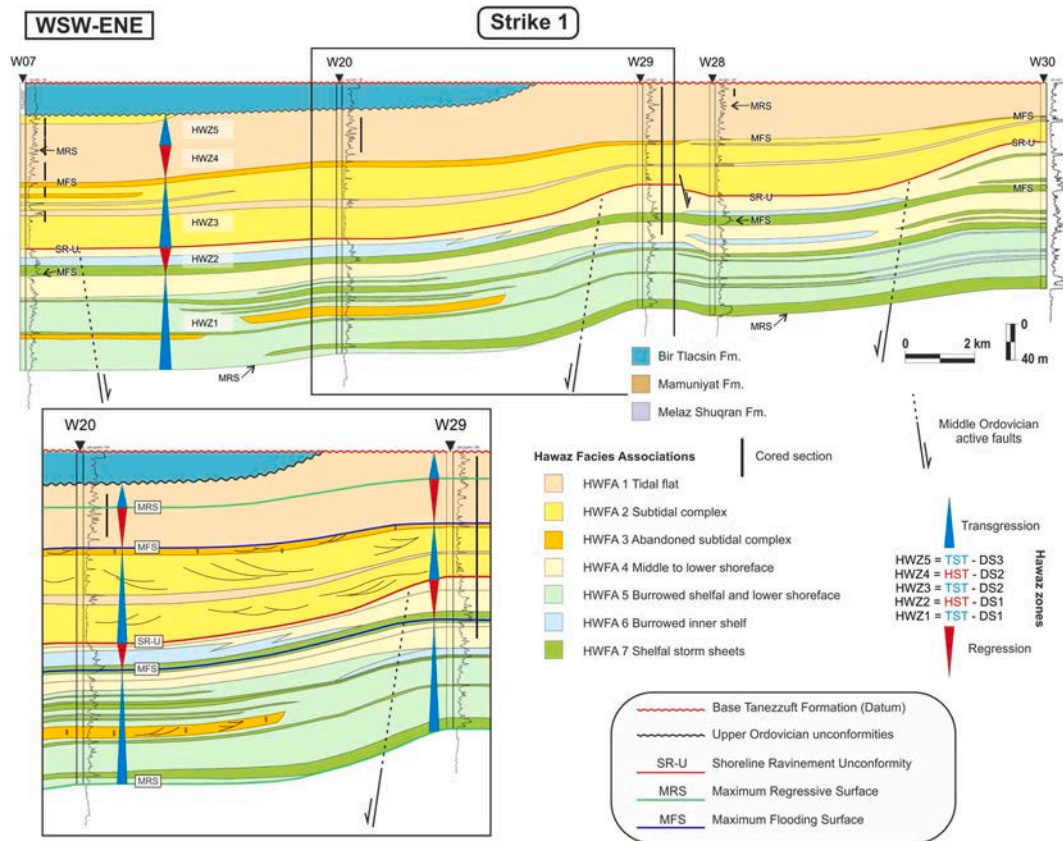 WSW-ENE
Strike 1
W07
W20
W29
W28
W30
HWZ5
MRS
MRS
HWZ4
MFS
MFS
MFS
SR-U
HWZ3
MFS
SR-U
SR-U
MFS
HWZ2
MFS
HWZ1
MRS
MRS
0
2 km
0
40 m
Bir Tlacsin Fm.
Mamuniyat Fm.
Melaz Shuqran Fm.
W20
W29
Cored section
Middle Ordovician
active faults
Hawaz Facies Associations
HWFA 1 Tidal flat
HWFA 2 Subtidal complex
HWFA 3 Abandoned subtidal complex
HWFA 4 Middle to lower shoreface
HWFA 5 Burrowed shelfal and lower shoreface
HWFA 6 Burrowed inner shelf
HWFA 7 Shelfal storm sheets
Transgression
HWZ5 = TST - DS3
HWZ4 = HST - DS2
HWZ3 = TST - DS2
HWZ2 = HST - DS1
HWZ1 = TST - DS1
Hawaz zones
Regression
MRS
MFS
SR-U
MFS
MRS
Base Tanezzuft Formation (Datum)
Upper Ordovician unconformities
SR-U Shoreline Ravinement Unconformity
MRS Maximum Regressive Surface
MFS Maximum Flooding Surface